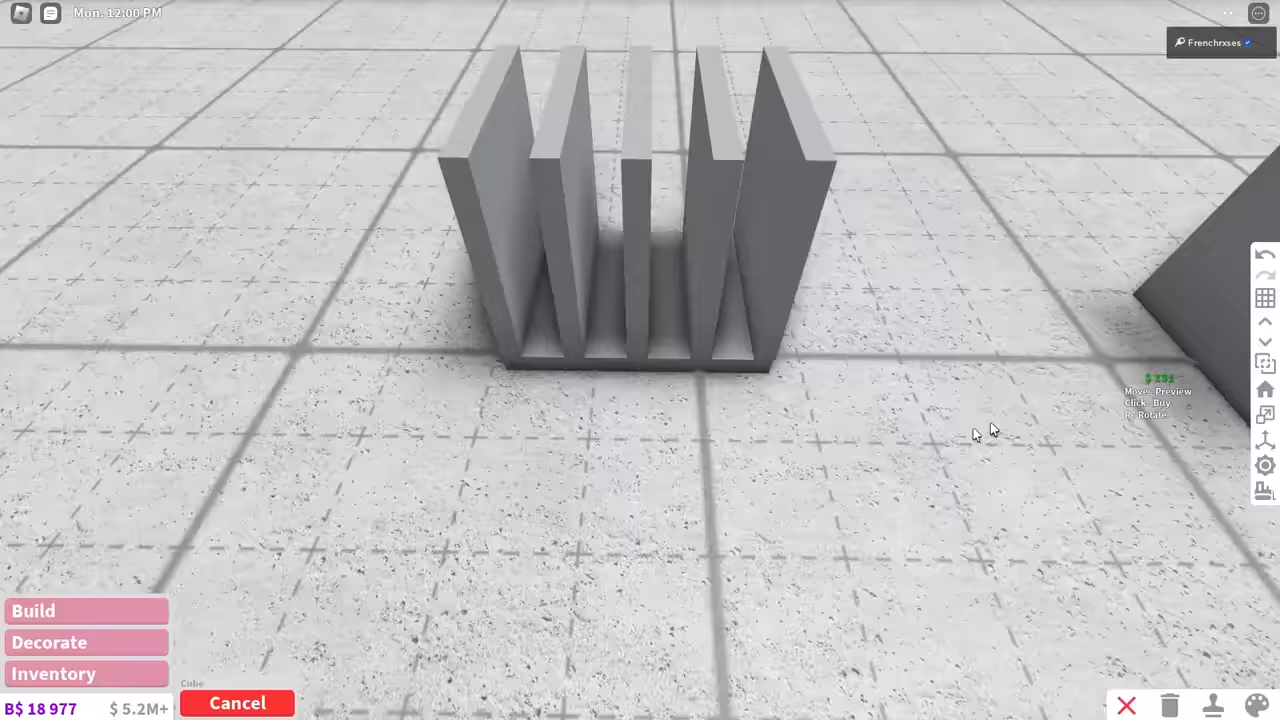 Mon. 12:00 PM
Frenchrxses
Move - Preview
Click - Buy
R - Rotate
Build
Decorate
Inventory
Cube
Cancel
B$ 18 977
$ 5.2M+